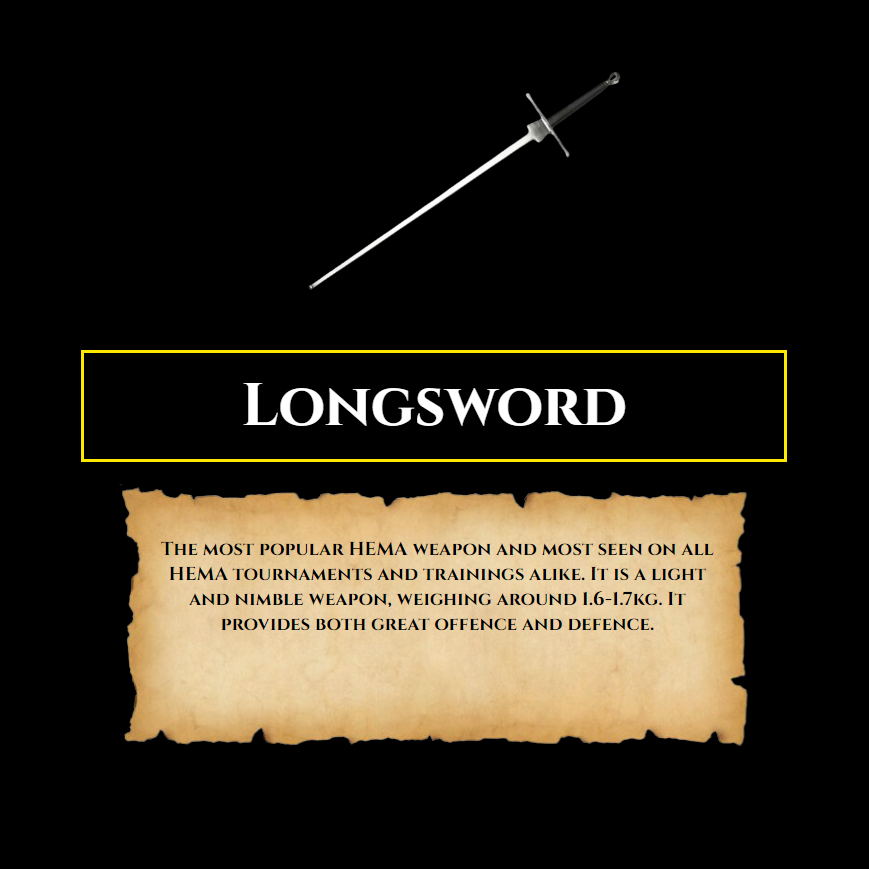 Longsword
The most popular HEMA weapon and most seen on all
HEMA tournaments and trainings alike. It is a light
and nimble weapon, weighing around 1.6-1.7kg. It
provides both great offence and defence.